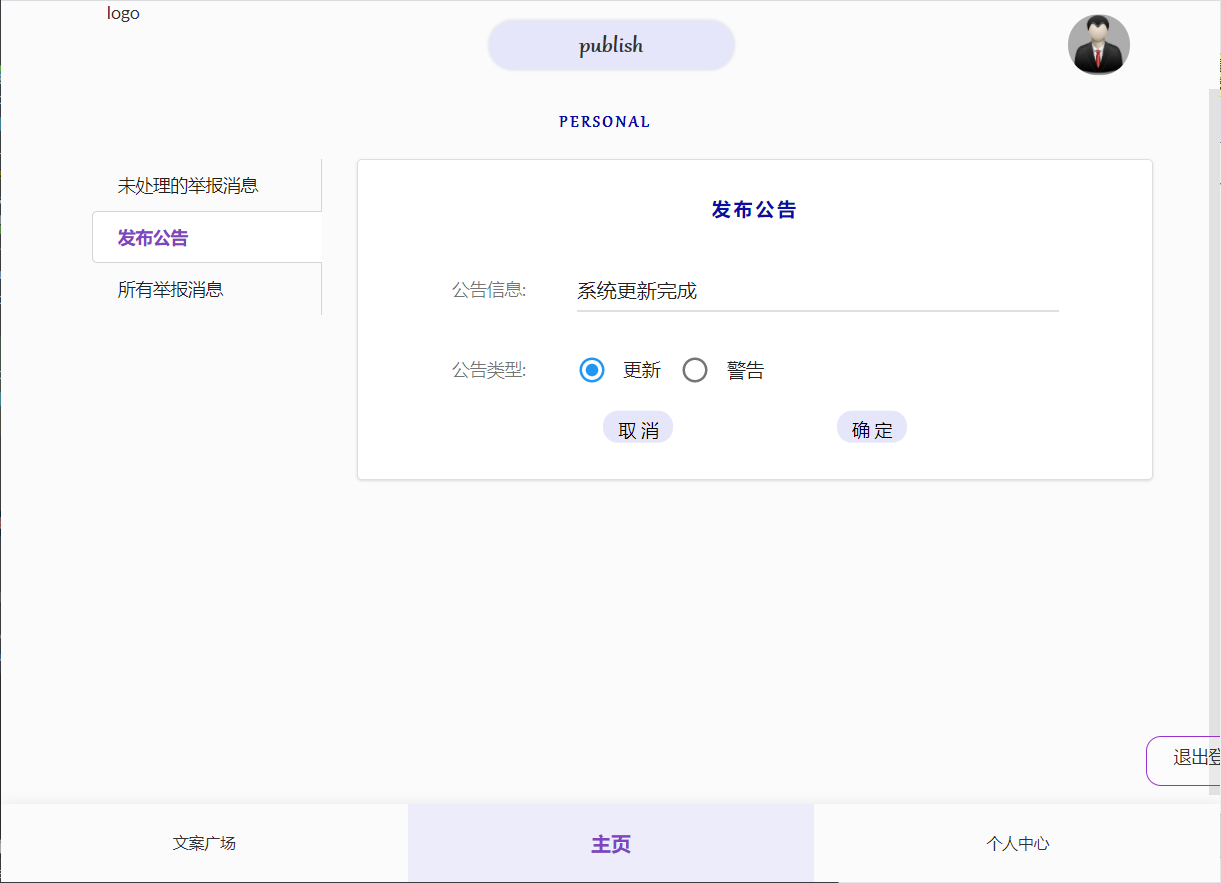 logo
publish
PERSONAL
未处理的举报消息
发布公告
所有举报消息
发布公告
公告信息: 系统更新完成
公告类型: 更新 警告
取 消 确 定
退出登
文案广场 主页 个人中心